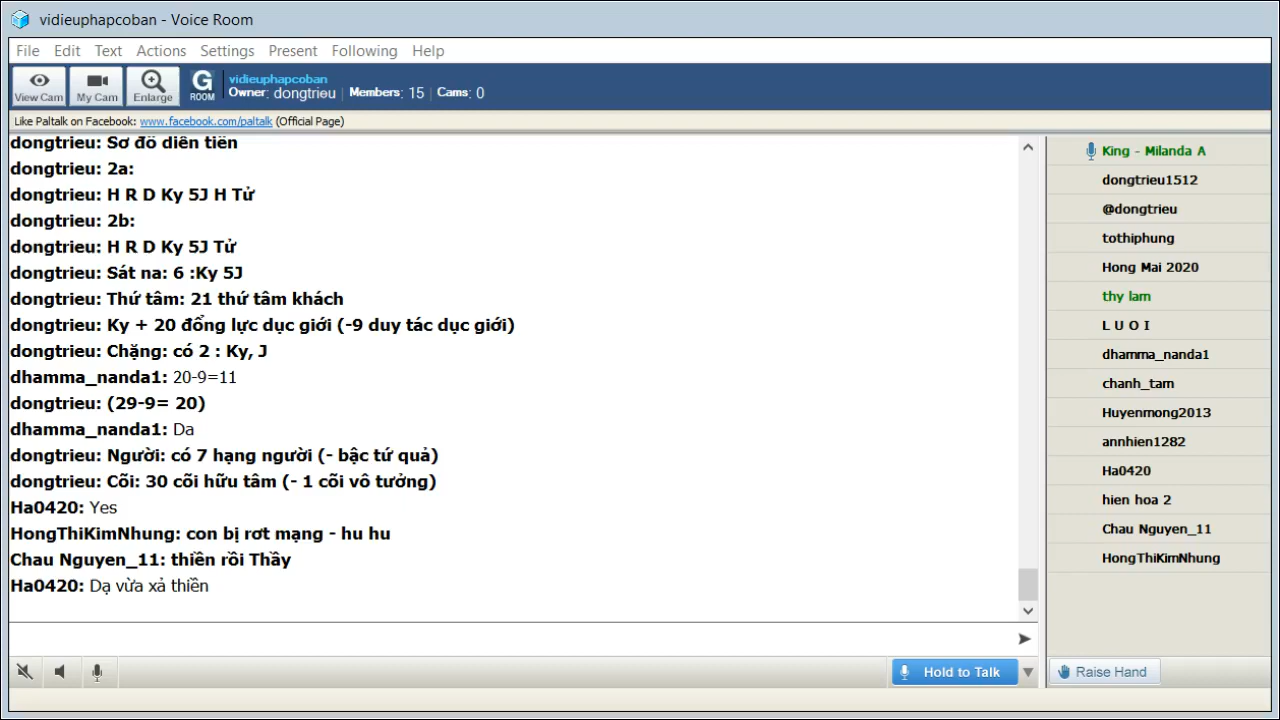 vidieuphapcoban - Voice Room
File Edit Text Actions Settings Present Following Help
View Cam
My Cam
Enlarge
G
ROOM
vidieuphapcoban
Owner: dongtrieu | Members: 15 | Cams: 0
Like Paltalk on Facebook: www.facebook.com/paltalk (Official Page)
dongtrieu: Sơ đồ diễn tiến
dongtrieu: 2a:
dongtrieu: H R D Ky 5J H Tử
dongtrieu: 2b:
dongtrieu: H R D Ky 5J Tử
dongtrieu: Sát na: 6 :Ky 5J
dongtrieu: Thứ tâm: 21 thứ tâm khách
dongtrieu: Ky + 20 đổng lực dục giới (-9 duy tác dục giới)
dongtrieu: Chặng: có 2 : Ky, J
dhamma_nanda1: 20-9=11
dongtrieu: (29-9= 20)
dhamma_nanda1: Da
dongtrieu: Người: có 7 hạng người (- bậc tứ quả)
dongtrieu: Cõi: 30 cõi hữu tâm (- 1 cõi vô tưởng)
Ha0420: Yes
HongThiKimNhung: con bị rơt mạng - hu hu
Chau Nguyen_11: thiền rồi Thầy
Ha0420: Dạ vừa xả thiền
King - Milanda A
dongtrieu1512
@dongtrieu
tothiphung
Hong Mai 2020
thy lam
L U O I
dhamma_nanda1
chanh_tam
Huyenmong2013
annhien1282
Ha0420
hien hoa 2
Chau Nguyen_11
HongThiKimNhung
Hold to Talk
Raise Hand